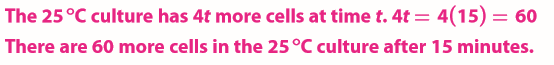 The 25 °C culture has 4t more cells at time t. 4t = 4(15) = 60
There are 60 more cells in the 25 °C culture after 15 minutes.